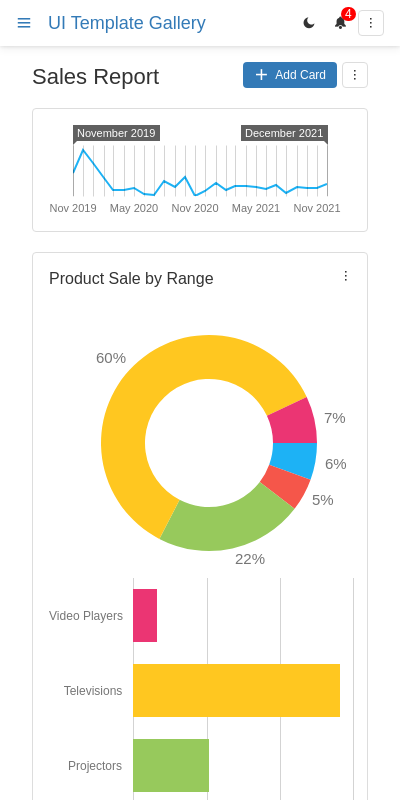 UI Template Gallery
4
Sales Report
Add Card
November 2019
December 2021
Nov 2019
May 2020
Nov 2020
May 2021
Nov 2021
Product Sale by Range
60%
7%
6%
5%
22%
Video Players
Televisions
Projectors